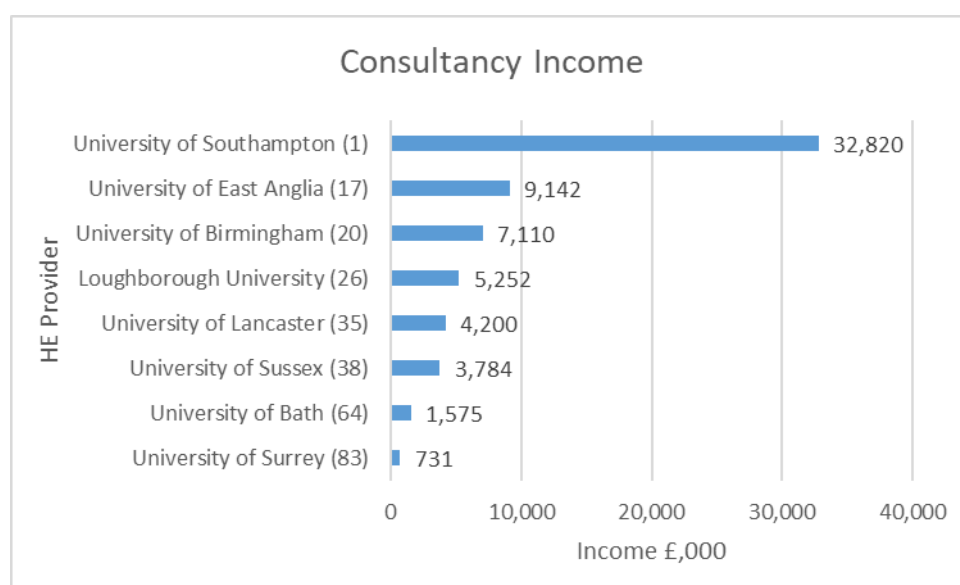 Consultancy Income
HE Provider
University of Southampton (1) 32,820
University of East Anglia (17) 9,142
University of Birmingham (20) 7,110
Loughborough University (26) 5,252
University of Lancaster (35) 4,200
University of Sussex (38) 3,784
University of Bath (64) 1,575
University of Surrey (83) 731
0 10,000 20,000 30,000 40,000
Income £,000